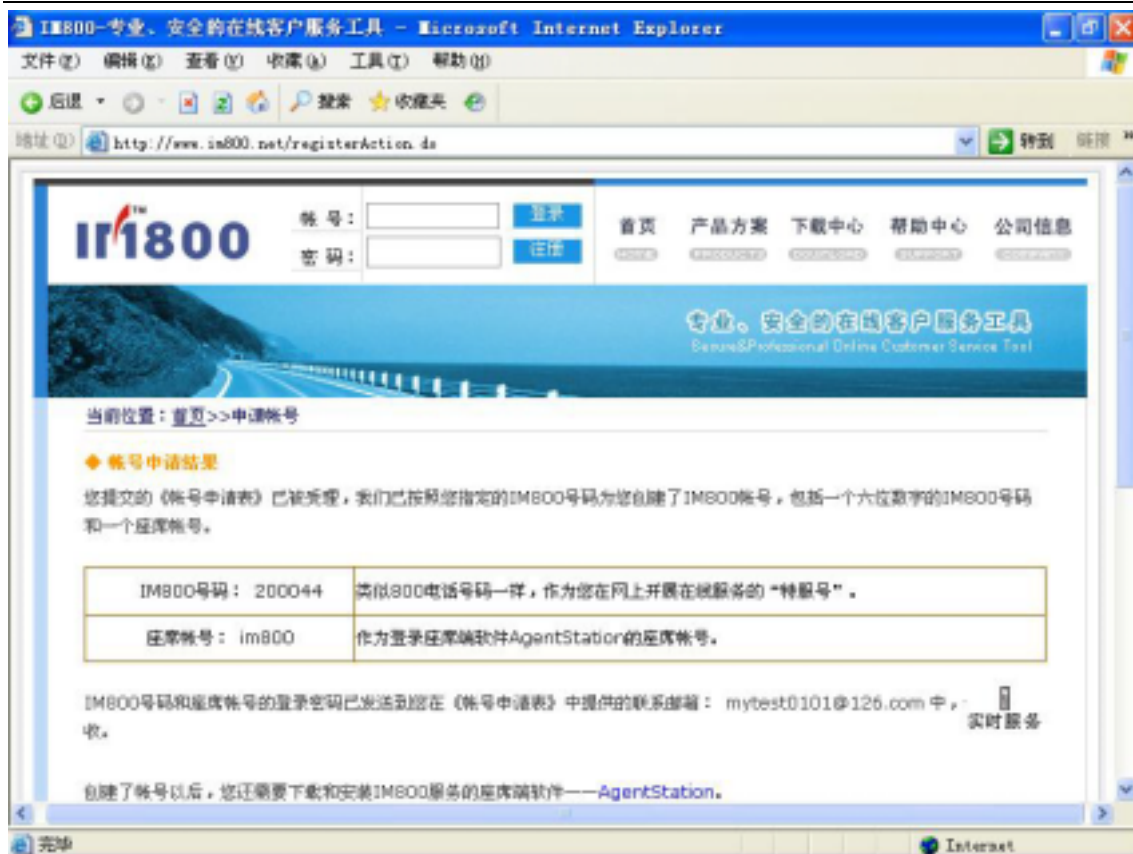 IM800-专业、安全的在线客户服务工具 - Microsoft Internet Explorer
文件(F) 编辑(E) 查看(V) 收藏(A) 工具(T) 帮助(H)
后退 搜索 收藏夹
地址(D) http://www.im800.net/registerAction.do 转到 链接 »
IM800 TM
帐 号: 登录
密 码: 注册
首页 产品方案 下载中心 帮助中心 公司信息
HOME PRODUCTS DOWNLOAD SUPPORT COMPANY
专业、安全的在线客户服务工具
Secure&Professional Online Customer Service Tool
当前位置:首页>>申请帐号
◆ 帐号申请结果
您提交的《帐号申请表》已被受理,我们已按照您指定的IM800号码为您创建了IM800帐号,包括一个六位数字的IM800号码
和一个座席帐号。
IM800号码: 200044 类似800电话号码一样,作为您在网上开展在线服务的“特服号”。
座席帐号: im800 作为登录座席端软件AgentStation的座席帐号。
IM800号码和座席帐号的登录密码已发送到您在《帐号申请表》中提供的联系邮箱: mytest0101@126.com 中,
收。
实时服务
创建了帐号以后,您还需要下载和安装IM800服务的座席端软件——AgentStation。
完毕 Internet